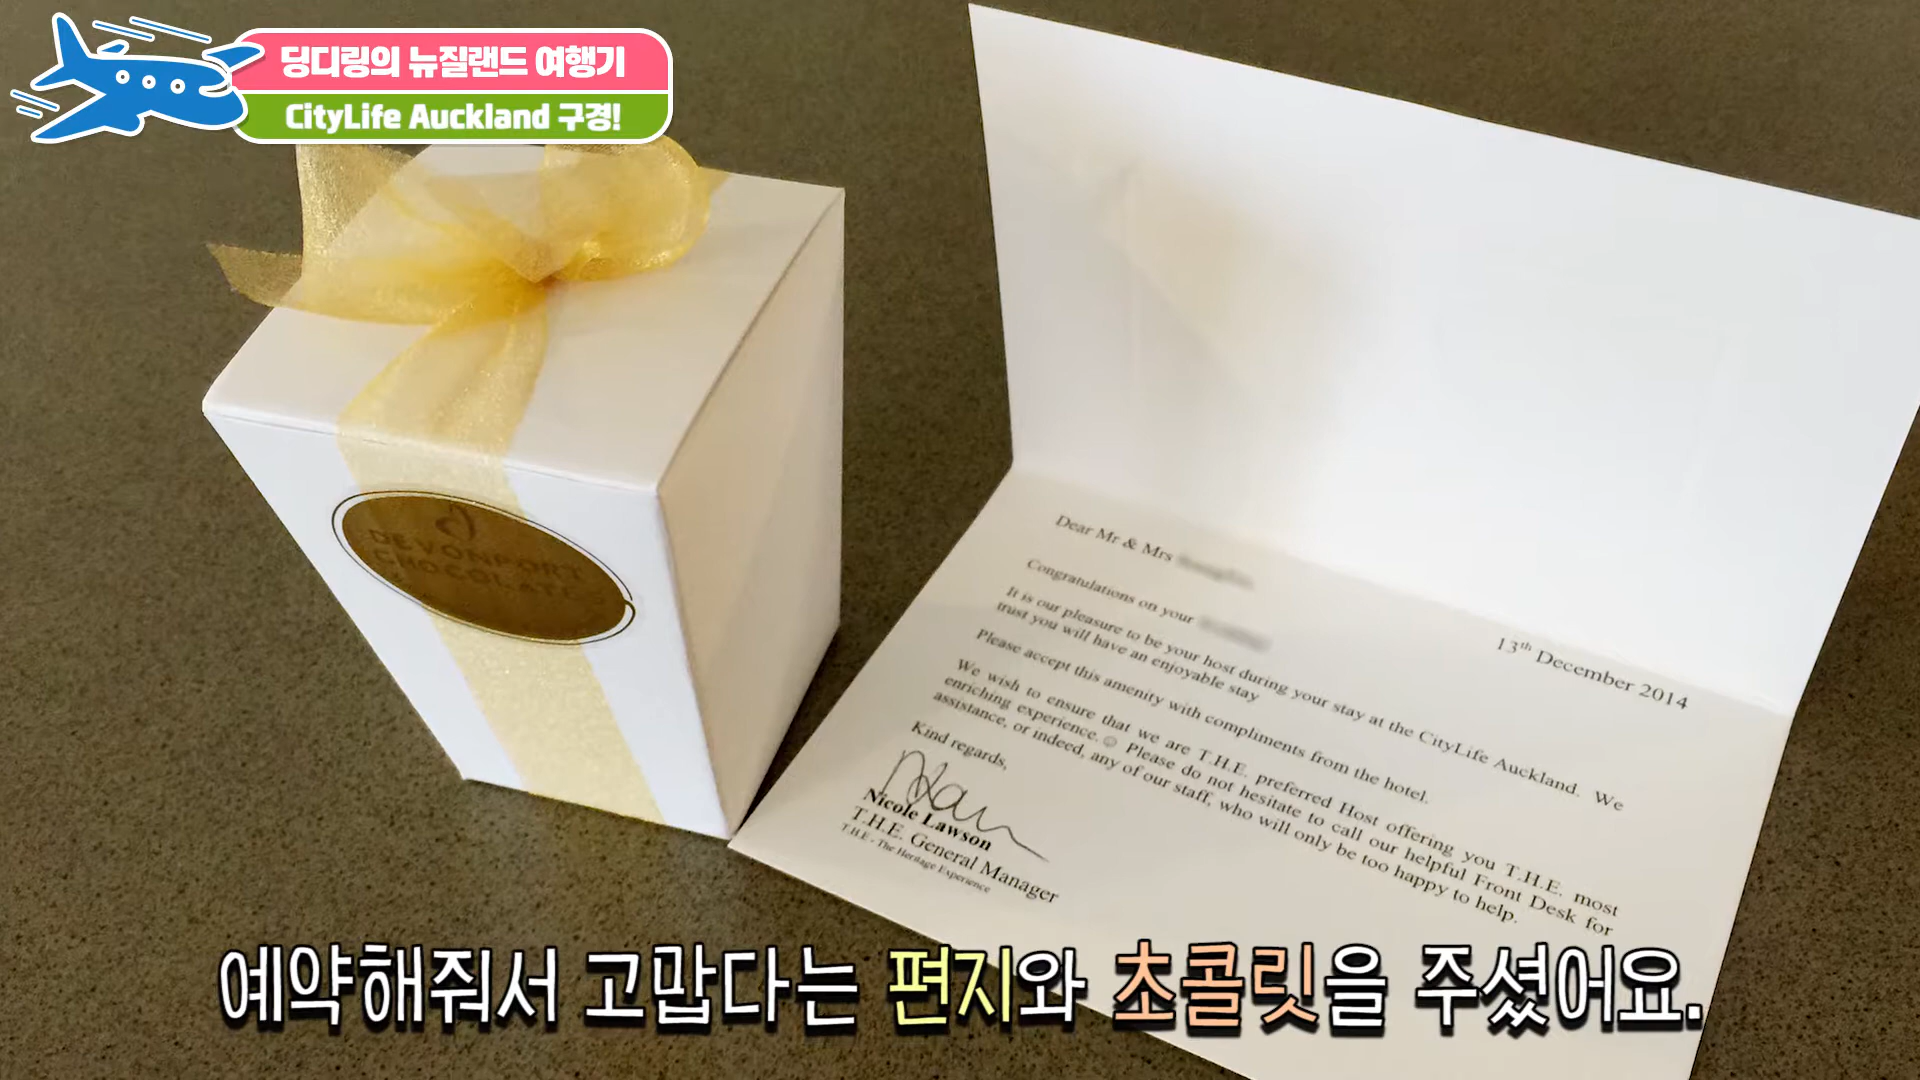 딩디링의 뉴질랜드 여행기
CityLife Auckland 구경!
DEVONPORT
CHOCOLATES
13th December 2014
Dear Mr & Mrs
Congratulations on your
It is our pleasure to be your host during your stay at the CityLife Auckland. We
trust you will have an enjoyable stay
Please accept this amenity with compliments from the hotel.
We wish to ensure that we are T.H.E. preferred Host offering you T.H.E. most
enriching experience.☺ Please do not hesitate to call our helpful Front Desk for
assistance, or indeed, any of our staff, who will only be too happy to help.
Kind regards,
Nicole Lawson
T.H.E. General Manager
T.H.E - The Heritage Experience
예약해줘서 고맙다는 편지와 초콜릿을 주셨어요.